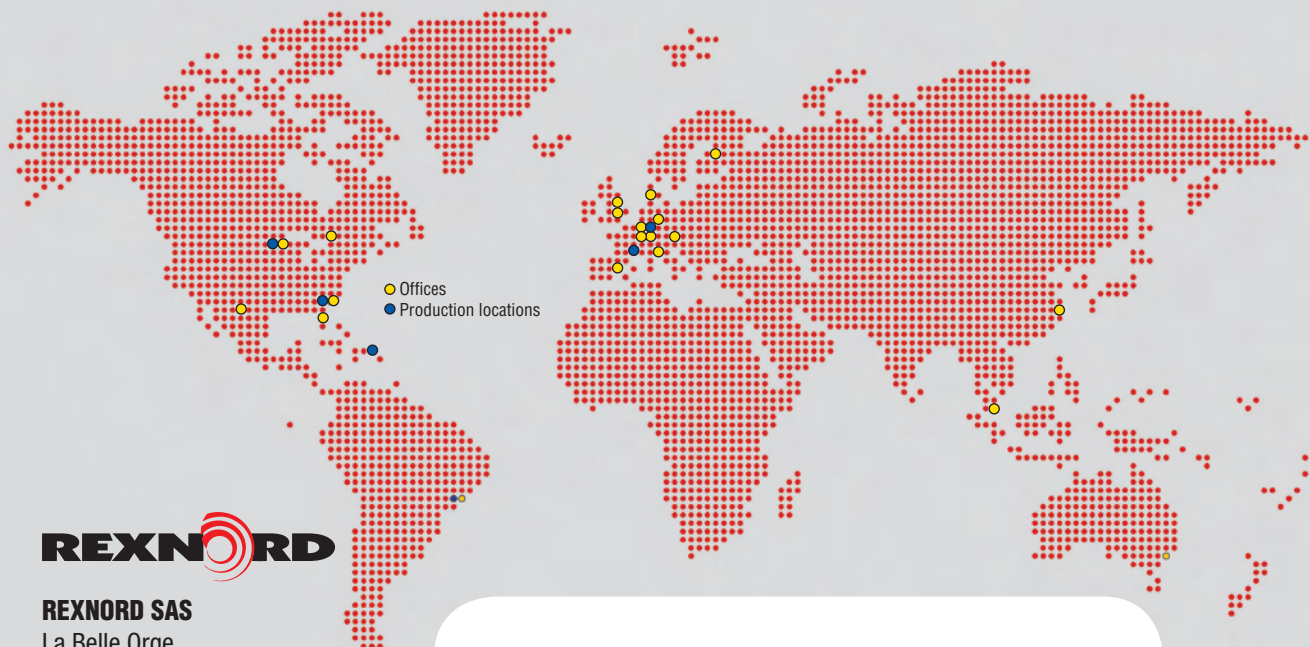 Offices
Production locations
REXNORD
REXNORD SAS
La Belle Orge